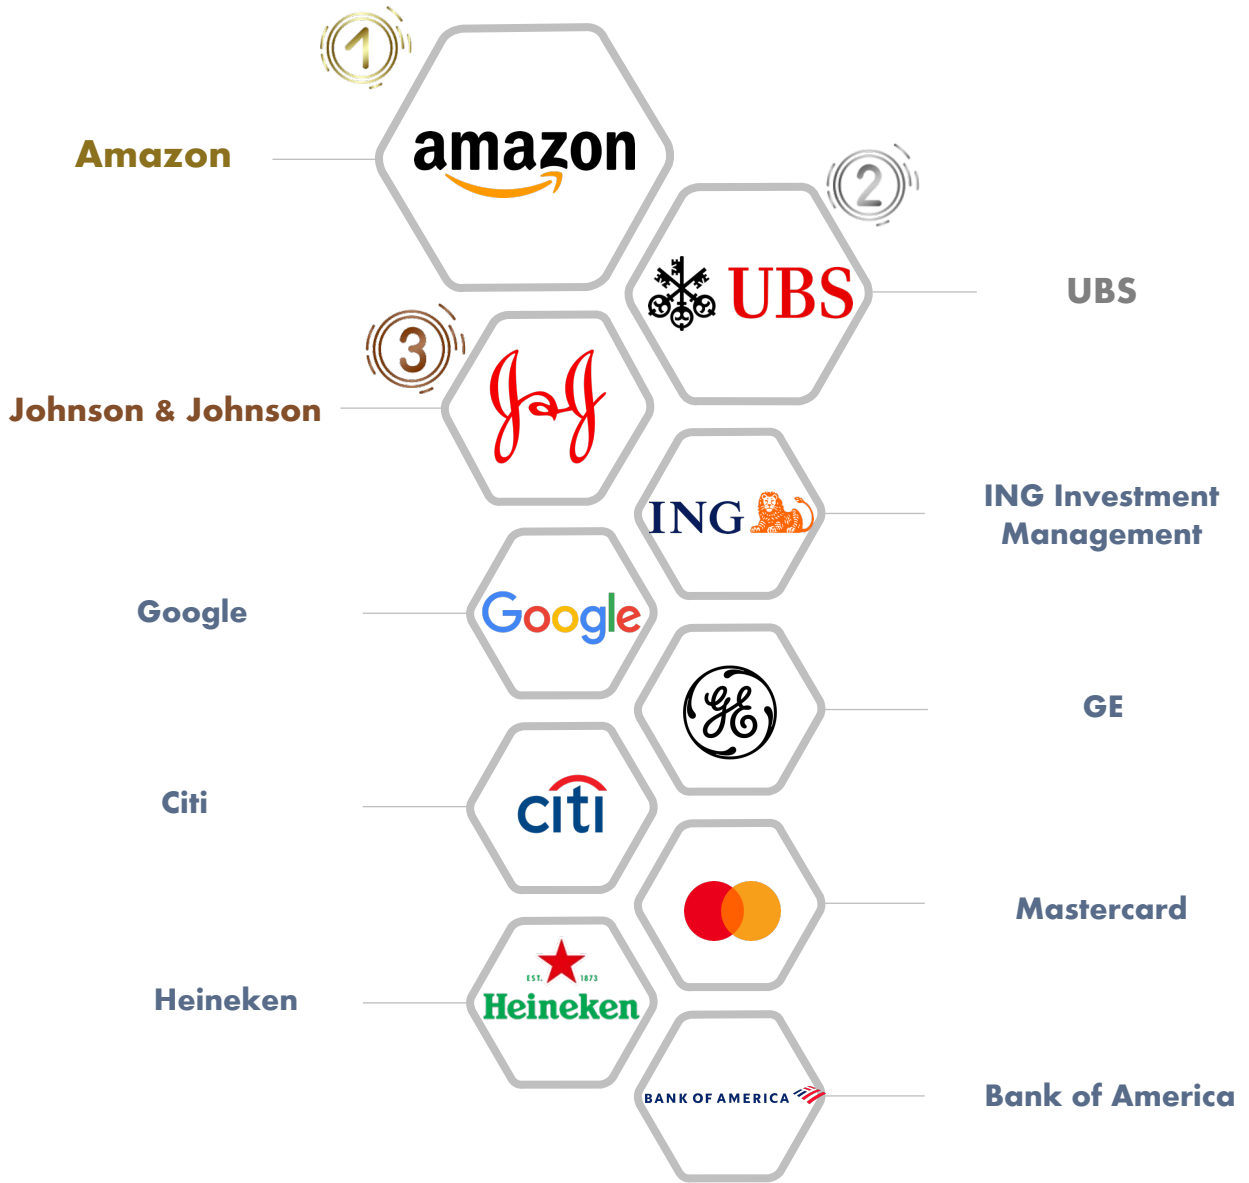 1
Amazon
amazon
2
UBS
UBS
3
Johnson & Johnson
J&J
ING Investment
Management
ING
Google
Google
GE
GE
Citi
citi
Mastercard
Heineken
EST. 1873
Heineken
BANK OF AMERICA
Bank of America